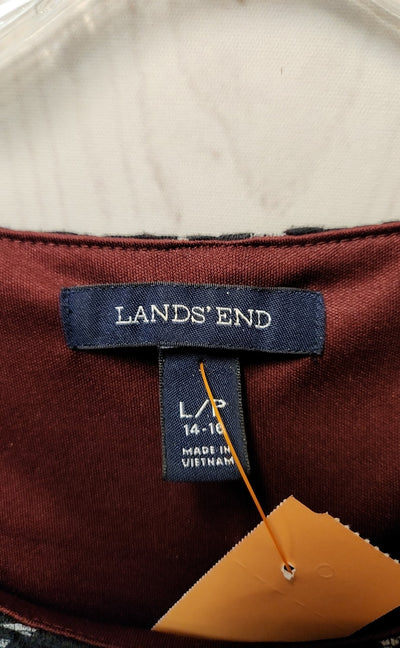 LANDS' END
L/P
14-16
MADE IN
VIETNAM